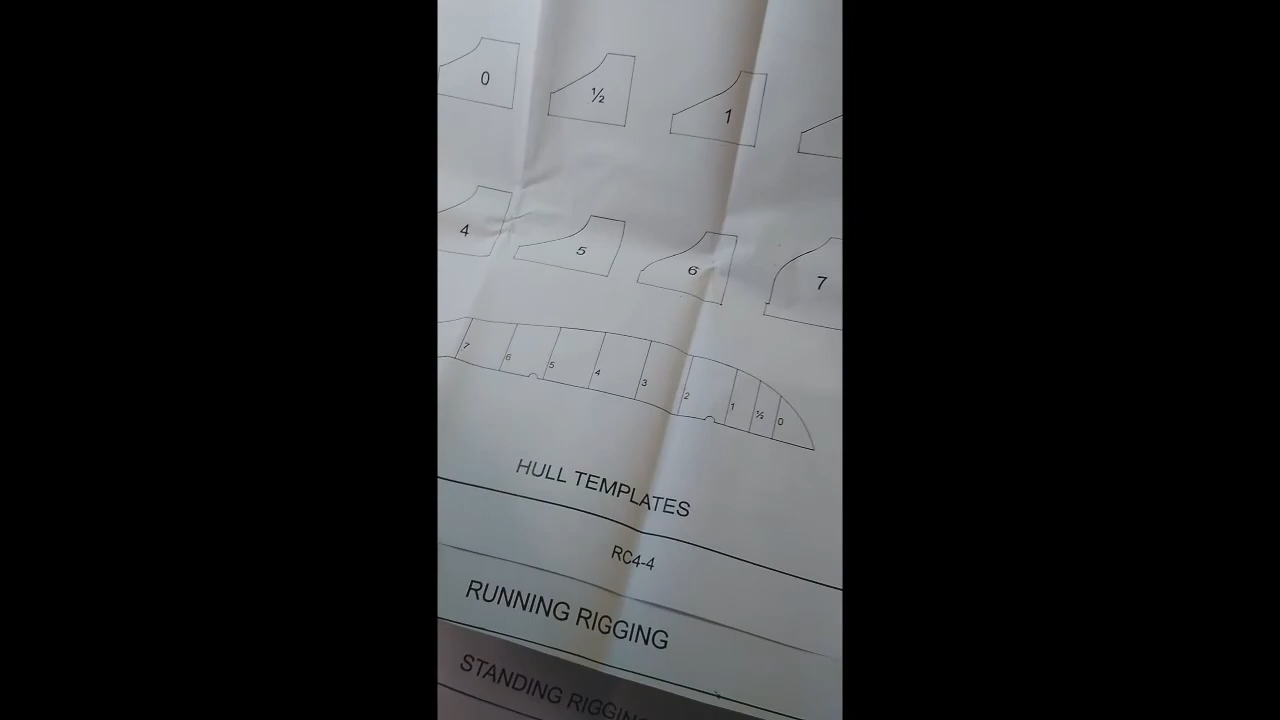 0 ½ 1
4 5 6 7
7 6 5 4 3 2 1 ½ 0
HULL TEMPLATES
RC4-4
RUNNING RIGGING
STANDING